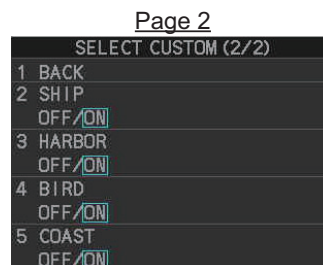 Page 2
SELECT CUSTOM (2/2)
1 BACK
2 SHIP
OFF/ON
3 HARBOR
OFF/ON
4 BIRD
OFF/ON
5 COAST
OFF/ON